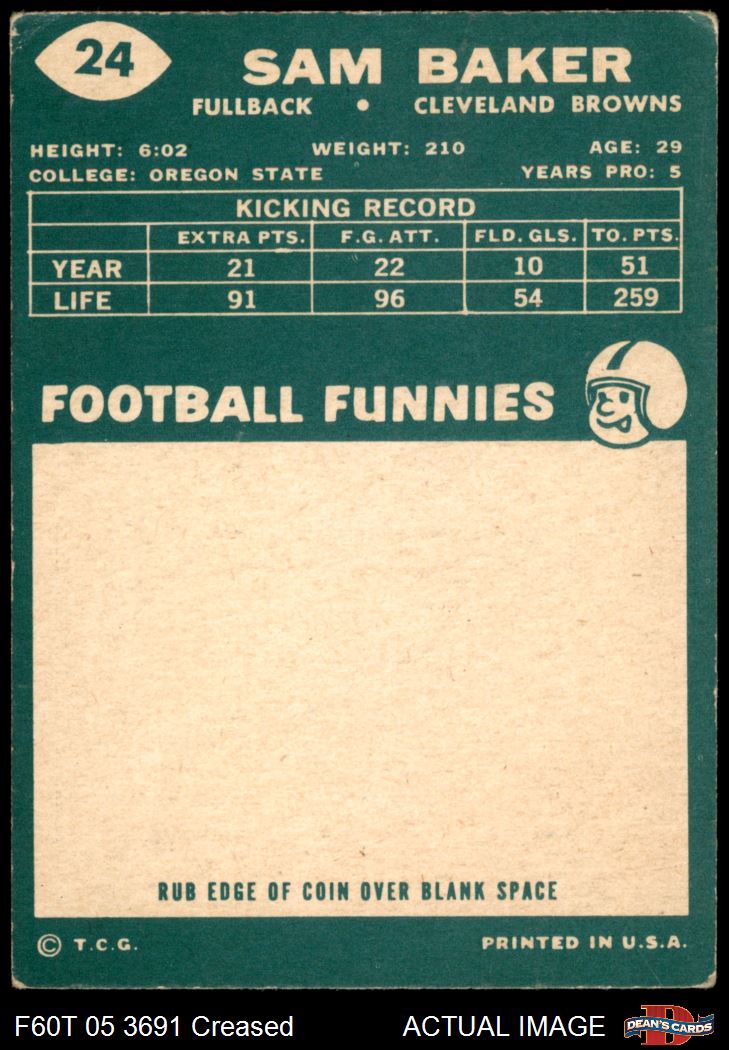 24
SAM BAKER
FULLBACK • CLEVELAND BROWNS
HEIGHT: 6:02 WEIGHT: 210 AGE: 29
COLLEGE: OREGON STATE YEARS PRO: 5
KICKING RECORD
EXTRA PTS. F.G. ATT. FLD. GLS. TO. PTS.
YEAR 21 22 10 51
LIFE 91 96 54 259
FOOTBALL FUNNIES
RUB EDGE OF COIN OVER BLANK SPACE
© T.C.G. PRINTED IN U.S.A.
F60T 05 3691 Creased ACTUAL IMAGE D DEAN'S CARDS